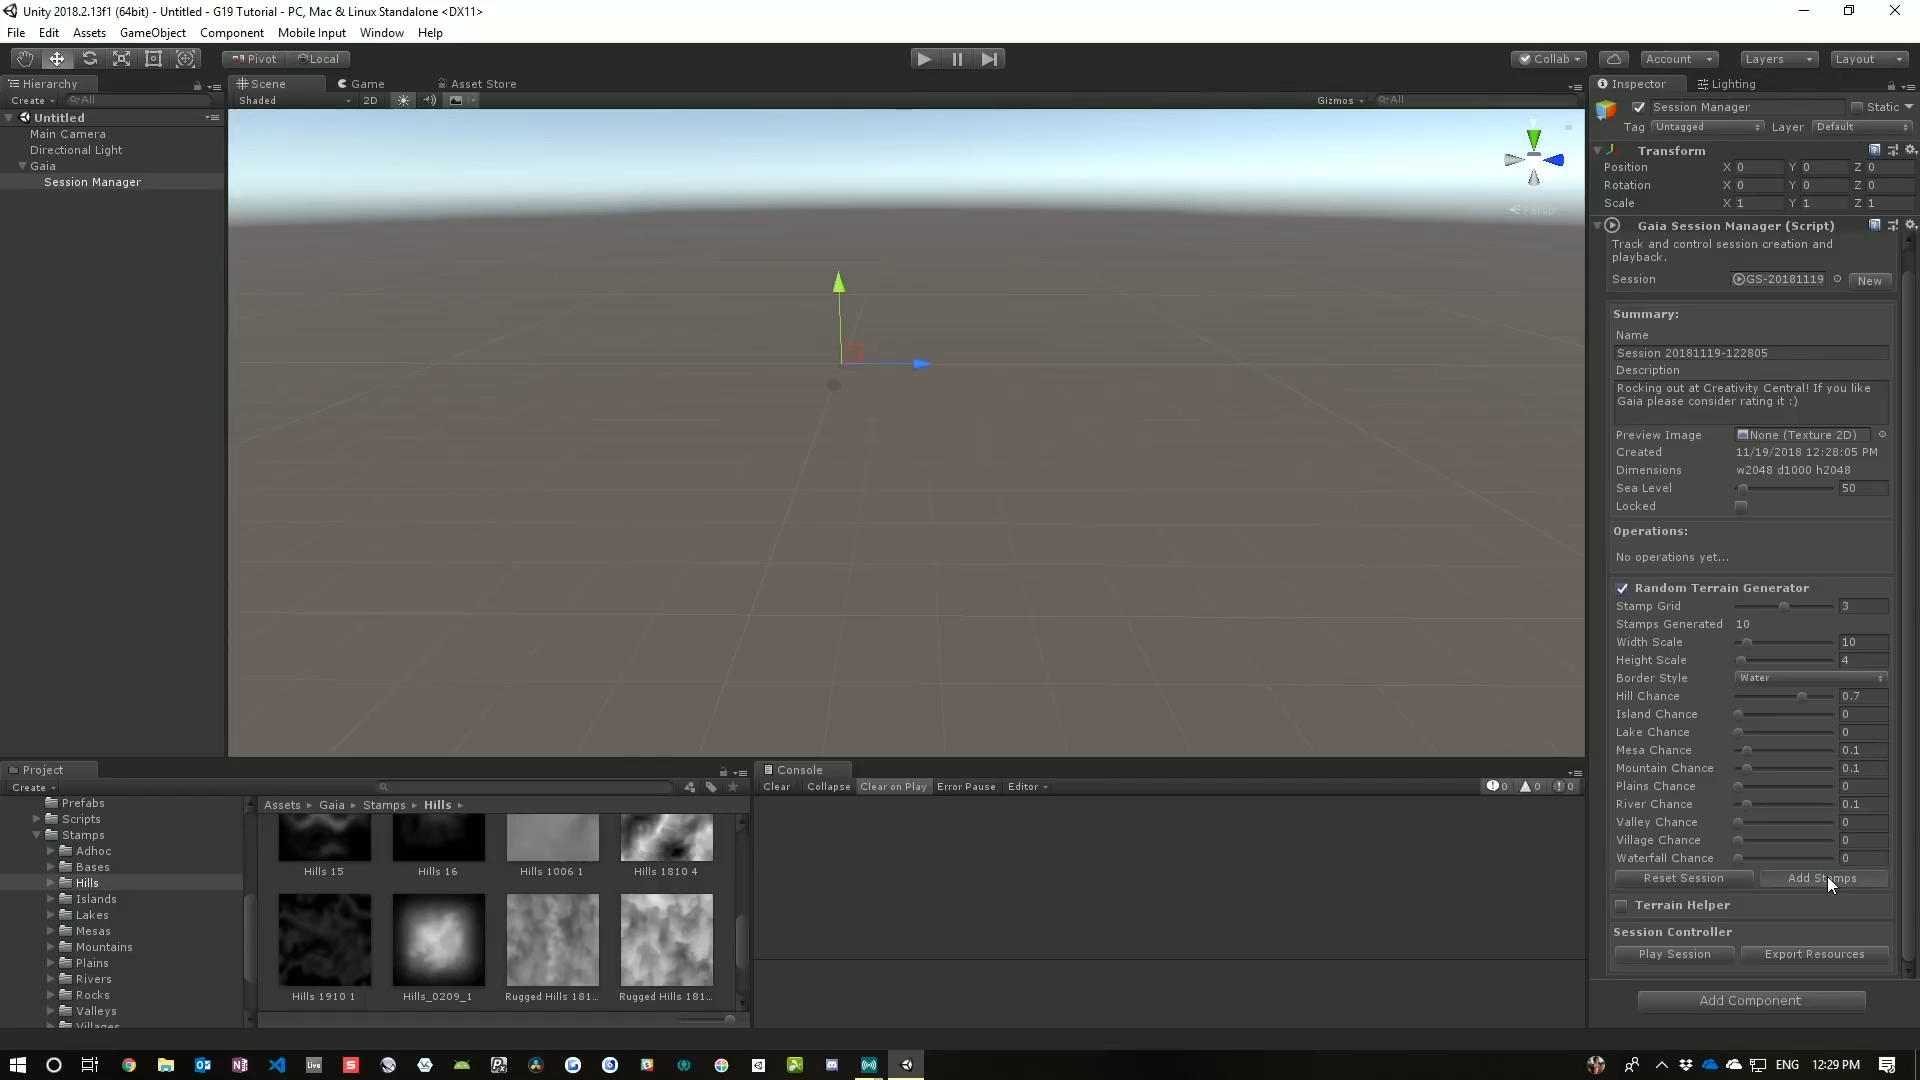 Unity 2018.2.13f1 (64bit) - Untitled - G19 Tutorial - PC, Mac & Linux Standalone <DX11>
File Edit Assets GameObject Component Mobile Input Window Help
Pivot Local Collab Account Layers Layout
Hierarchy
Create All
Untitled
Main Camera
Directional Light
Gaia
Session Manager
Scene Game Asset Store
Shaded 2D Gizmos All
Persp
Inspector Lighting
Session Manager Static
Tag Untagged Layer Default
Transform
Position X 0 Y 0 Z 0
Rotation X 0 Y 0 Z 0
Scale X 1 Y 1 Z 1
Gaia Session Manager (Script)
Track and control session creation and
playback.
Session GS-20181119 New
Summary:
Name
Session 20181119-122805
Description
Rocking out at Creativity Central! If you like
Gaia please consider rating it :)
Preview Image None (Texture 2D)
Created 11/19/2018 12:28:05 PM
Dimensions w2048 d1000 h2048
Sea Level 50
Locked
Operations:
No operations yet...
Random Terrain Generator
Stamp Grid 3
Stamps Generated 10
Width Scale 10
Height Scale 4
Border Style Water
Hill Chance 0.7
Island Chance 0
Lake Chance 0
Mesa Chance 0.1
Mountain Chance 0.1
Plains Chance 0
River Chance 0.1
Valley Chance 0
Village Chance 0
Waterfall Chance 0
Reset Session Add Stamps
Terrain Helper
Session Controller
Play Session Export Resources
Add Component
Project
Create
Prefabs
Scripts
Stamps
Adhoc
Bases
Hills
Islands
Lakes
Mesas
Mountains
Plains
Rivers
Rocks
Valleys
Villages
Assets Gaia Stamps Hills
Hills 15 Hills 16 Hills 1006 1 Hills 1810 4
Hills 1910 1 Hills_0209_1 Rugged Hills 181... Rugged Hills 181...
Console
Clear Collapse Clear on Play Error Pause Editor 0 0 0
Live S ENG 12:29 PM